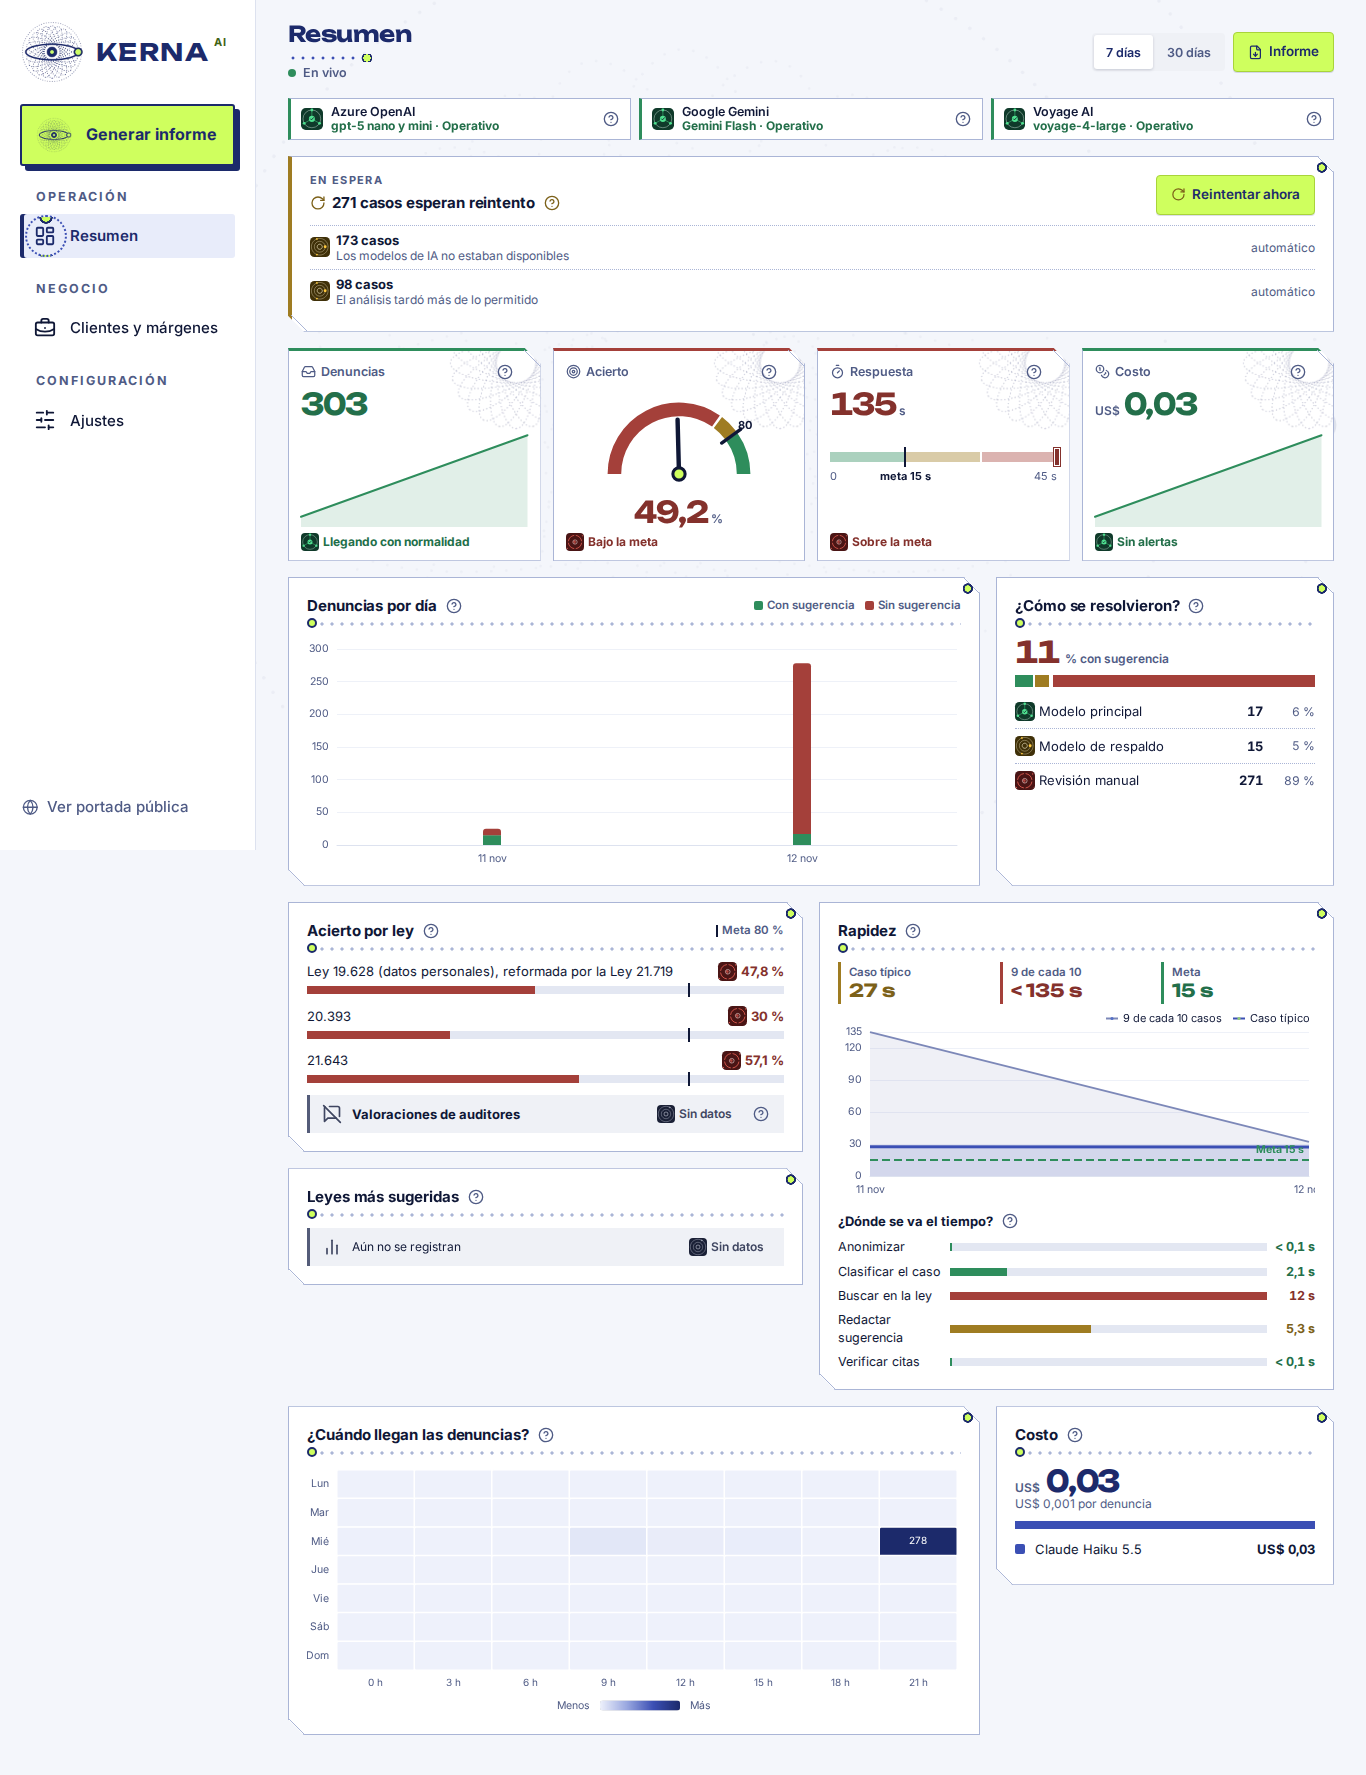 KERNA AI
Generar informe
OPERACIÓN
Resumen
NEGOCIO
Clientes y márgenes
CONFIGURACIÓN
Ajustes
Ver portada pública
Resumen
En vivo
7 días
30 días
Informe
Azure OpenAI
gpt-5 nano y mini · Operativo
Google Gemini
Gemini Flash · Operativo
Voyage AI
voyage-4-large · Operativo
EN ESPERA
271 casos esperan reintento
Reintentar ahora
173 casos
Los modelos de IA no estaban disponibles
automático
98 casos
El análisis tardó más de lo permitido
automático
Denuncias
303
Llegando con normalidad
Acierto
80
49,2 %
Bajo la meta
Respuesta
135 s
0
meta 15 s
45 s
Sobre la meta
Costo
US$ 0,03
Sin alertas
Denuncias por día
Con sugerencia
Sin sugerencia
300
250
200
150
100
50
0
11 nov
12 nov
¿Cómo se resolvieron?
11 % con sugerencia
Modelo principal 17 6 %
Modelo de respaldo 15 5 %
Revisión manual 271 89 %
Acierto por ley
Meta 80 %
Ley 19.628 (datos personales), reformada por la Ley 21.719 47,8 %
20.393 30 %
21.643 57,1 %
Valoraciones de auditores
Sin datos
Leyes más sugeridas
Aún no se registran
Sin datos
Rapidez
Caso típico
27 s
9 de cada 10
< 135 s
Meta
15 s
9 de cada 10 casos
Caso típico
135
120
90
60
30
0
Meta 15 s
11 nov
12 nc
¿Dónde se va el tiempo?
Anonimizar < 0,1 s
Clasificar el caso 2,1 s
Buscar en la ley 12 s
Redactar
sugerencia 5,3 s
Verificar citas < 0,1 s
¿Cuándo llegan las denuncias?
Lun
Mar
Mié
278
Jue
Vie
Sáb
Dom
0 h
3 h
6 h
9 h
12 h
15 h
18 h
21 h
Menos
Más
Costo
US$ 0,03
US$ 0,001 por denuncia
Claude Haiku 5.5 US$ 0,03